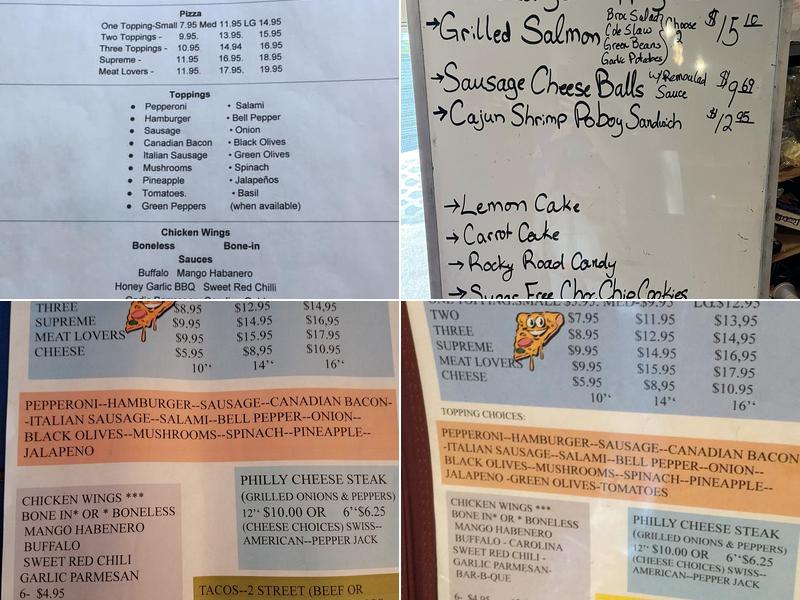 Pizza
One Topping-Small 7.95 Med 11.95 LG 14.95
Two Toppings - 9.95. 13.95. 15.95
Three Toppings - 10.95 14.94 16.95
Supreme - 11.95 16.95. 18.95
Meat Lovers - 11.95. 17.95. 19.95
Toppings
• Pepperoni • Salami
• Hamburger • Bell Pepper
• Sausage • Onion
• Canadian Bacon • Black Olives
• Italian Sausage • Green Olives
• Mushrooms • Spinach
• Pineapple • Jalapeños
• Tomatoes. • Basil
• Green Peppers (when available)
Chicken Wings
Boneless Bone-in
Sauces
Buffalo Mango Habanero
Honey Garlic BBQ Sweet Red Chilli
→Grilled Salmon Broc Salad Cole Slaw Green Beans Garlic Potatoes Choose 2 $15.10
→Sausage Cheese Balls w/Remoulad Sauce $9.69
→Cajun Shrimp Poboy Sandwich $12.95
→Lemon Cake
→Carrot Cake
→Rocky Road Candy
→Sugar Free Choc Chip Cookies
THREE $8.95 $12.95 $14,95
SUPREME $9.95 $14.95 $16,95
MEAT LOVERS $9.95 $15.95 $17.95
CHEESE $5.95 $8,95 $10.95
10'' 14'' 16''
PEPPERONI--HAMBURGER--SAUSAGE--CANADIAN BACON-
-ITALIAN SAUSAGE--SALAMI--BELL PEPPER--ONION--
BLACK OLIVES--MUSHROOMS--SPINACH--PINEAPPLE--
JALAPENO
CHICKEN WINGS ***
BONE IN* OR * BONELESS
MANGO HABENERO
BUFFALO
SWEET RED CHILI
GARLIC PARMESAN
6- $4.95
PHILLY CHEESE STEAK
(GRILLED ONIONS & PEPPERS)
12'' $10.00 OR 6''$6.25
(CHEESE CHOICES) SWISS--
AMERICAN--PEPPER JACK
TACOS--2 STREET (BEEF OR
TWO $7.95 $11.95 $13,95
THREE $8.95 $12.95 $14,95
SUPREME $9.95 $14.95 $16,95
MEAT LOVERS $9.95 $15.95 $17.95
CHEESE $5.95 $8,95 $10.95
10'' 14'' 16''
TOPPING CHOICES:
PEPPERONI--HAMBURGER--SAUSAGE--CANADIAN BACON
-ITALIAN SAUSAGE--SALAMI--BELL PEPPER--ONION--
BLACK OLIVES--MUSHROOMS--SPINACH--PINEAPPLE--
JALAPENO -GREEN OLIVES-TOMATOES
CHICKEN WINGS ***
BONE IN* OR * BONELESS
MANGO HABENERO
BUFFALO - CAROLINA
SWEET RED CHILI -
GARLIC PARMESAN-
BAR-B-QUE
6- $4.95
PHILLY CHEESE STEAK
(GRILLED ONIONS & PEPPERS)
12'' $10.00 OR 6''$6.25
(CHEESE CHOICES) SWISS--
AMERICAN--PEPPER JACK